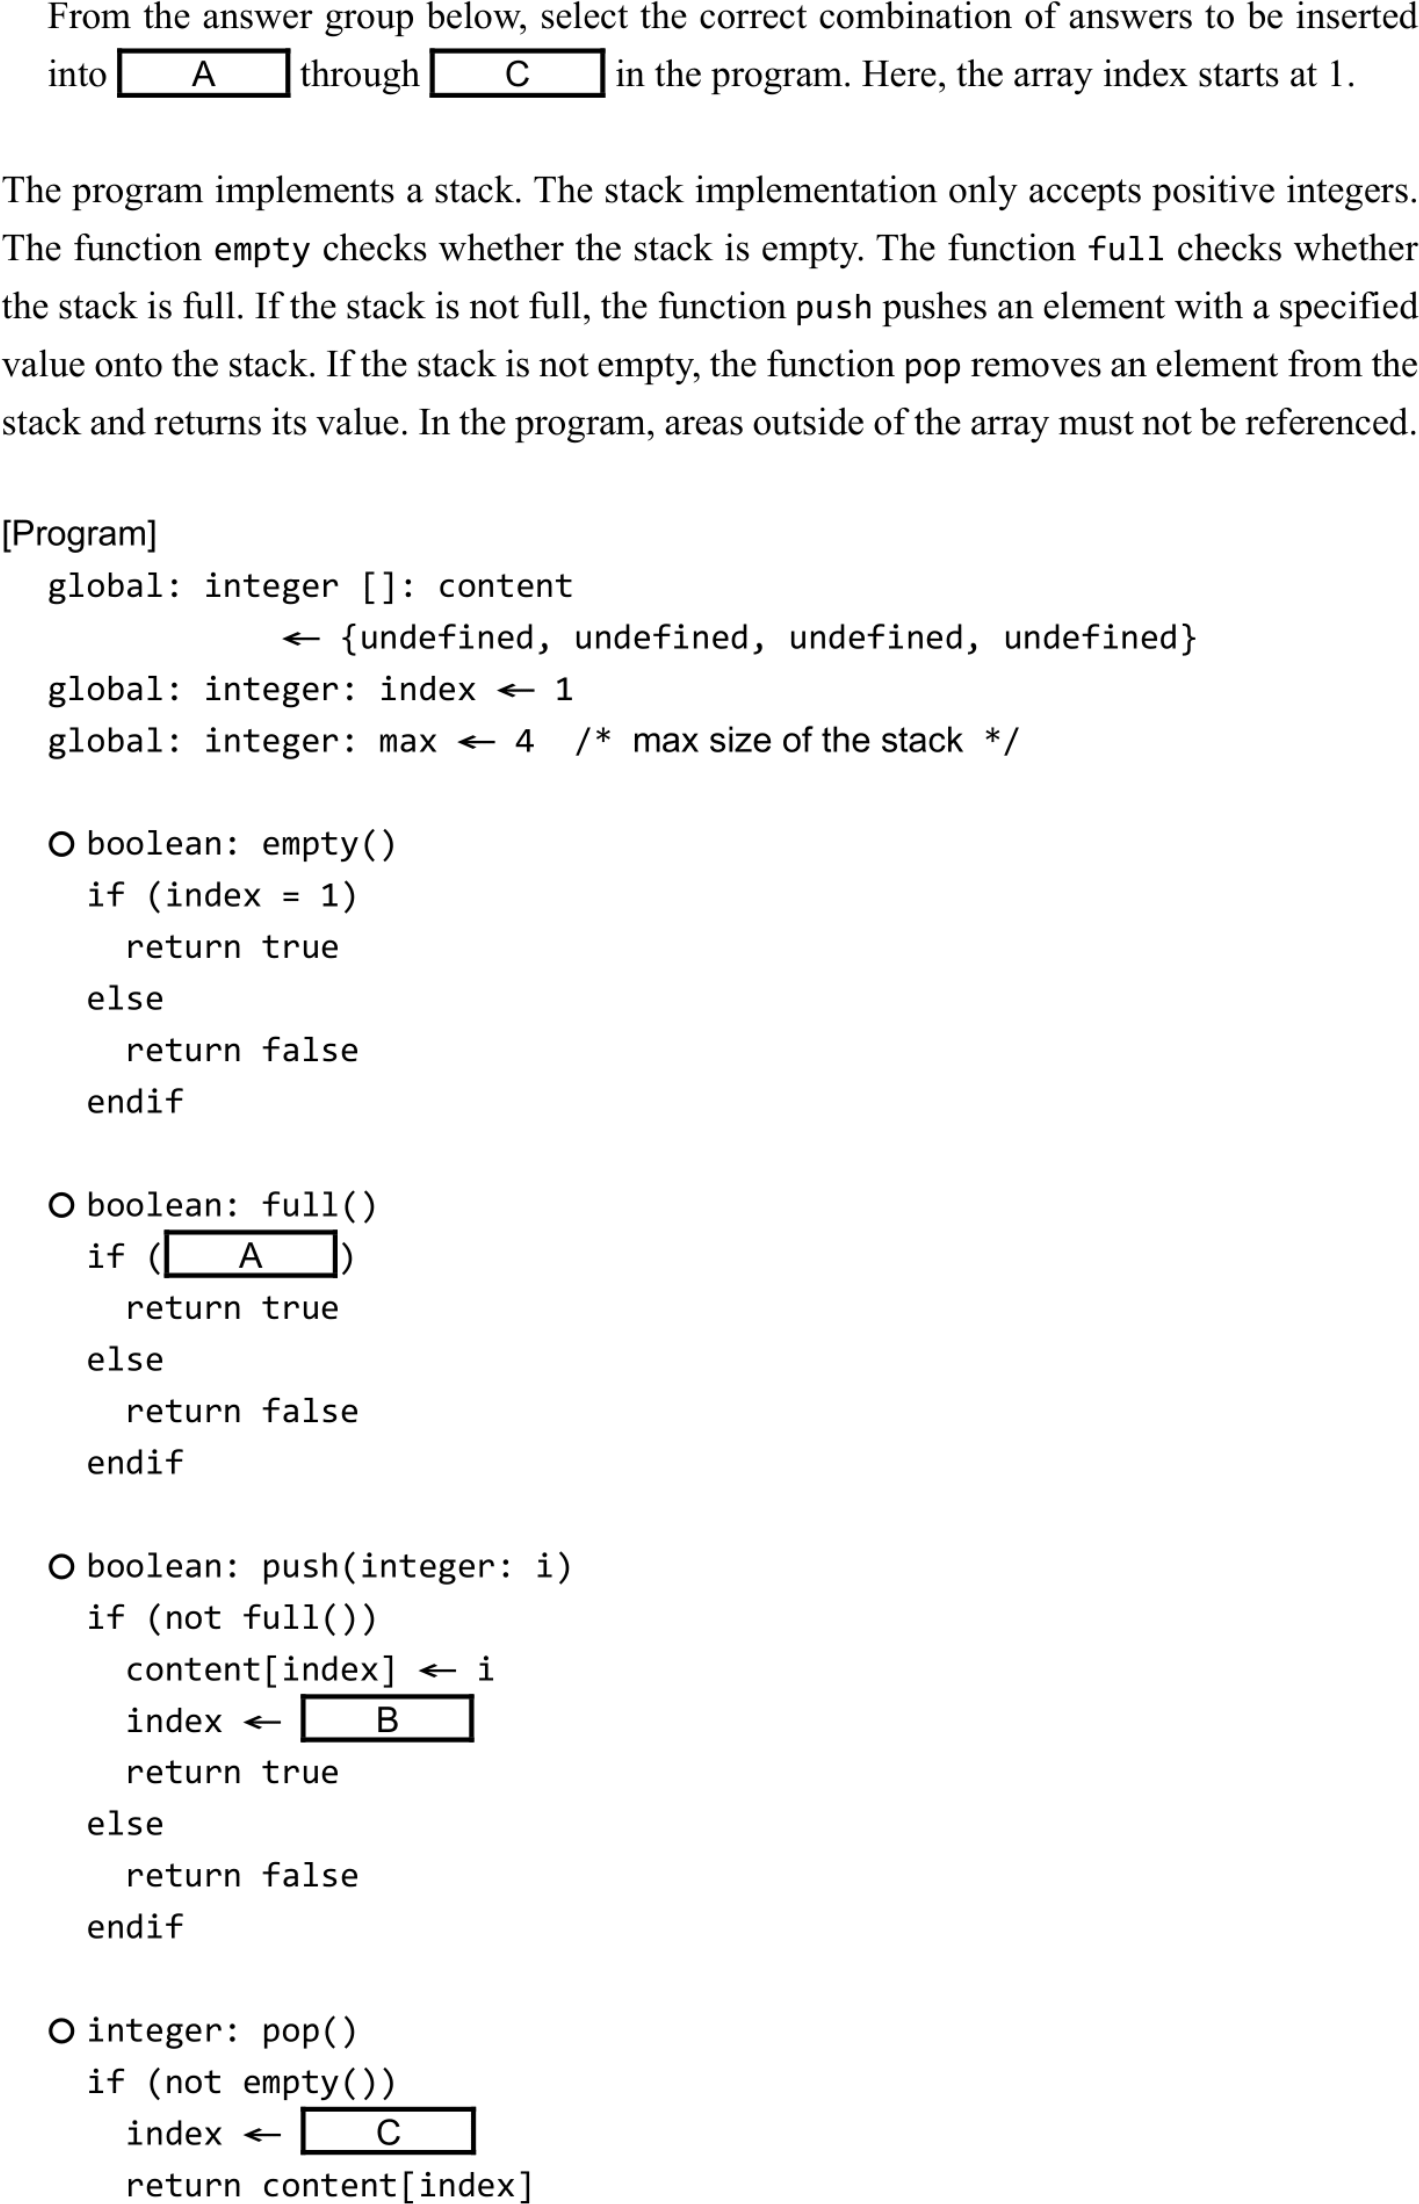 From the answer group below, select the correct combination of answers to be inserted
into A through C in the program. Here, the array index starts at 1.
The program implements a stack. The stack implementation only accepts positive integers.
The function empty checks whether the stack is empty. The function full checks whether
the stack is full. If the stack is not full, the function push pushes an element with a specified
value onto the stack. If the stack is not empty, the function pop removes an element from the
stack and returns its value. In the program, areas outside of the array must not be referenced.
[Program]
global: integer []: content
← {undefined, undefined, undefined, undefined}
global: integer: index ← 1
global: integer: max ← 4 /* max size of the stack */
○ boolean: empty()
if (index = 1)
return true
else
return false
endif
○ boolean: full()
if ( A )
return true
else
return false
endif
○ boolean: push(integer: i)
if (not full())
content[index] ← i
index ← B
return true
else
return false
endif
○ integer: pop()
if (not empty())
index ← C
return content[index]